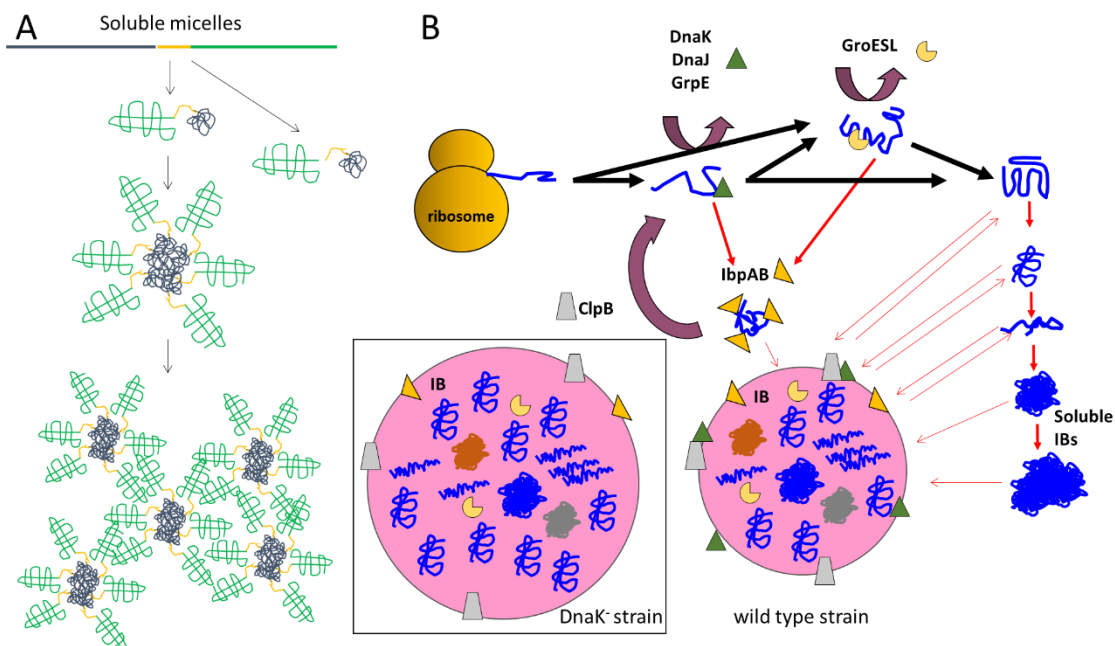 A
Soluble micelles
B
DnaK
DnaJ
GrpE
GroESL
ribosome
IbpAB
ClpB
IB
DnaK- strain
IB
wild type strain
Soluble
IBs